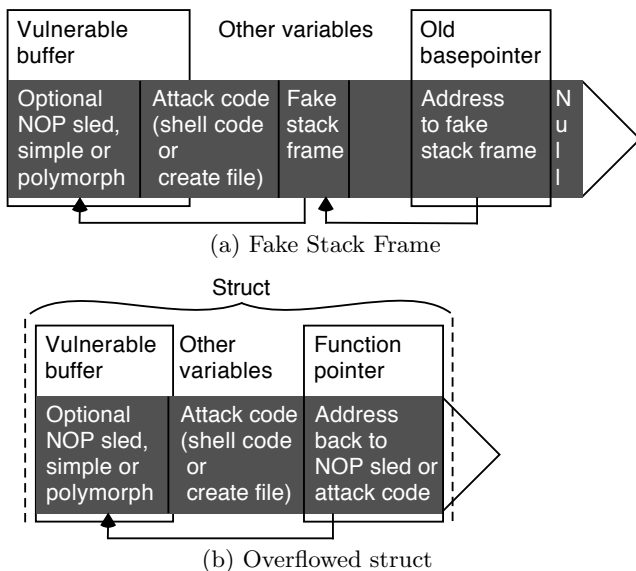 Vulnerable
buffer
Other variables
Old
basepointer
Optional
NOP sled,
simple or
polymorph
Attack code
(shell code
or
create file)
Fake
stack
frame
Address
to fake
stack frame
N
u
l
l
(a) Fake Stack Frame
Struct
Vulnerable
buffer
Other
variables
Function
pointer
Optional
NOP sled,
simple or
polymorph
Attack code
(shell code
or
create file)
Address
back to
NOP sled or
attack code
(b) Overflowed struct